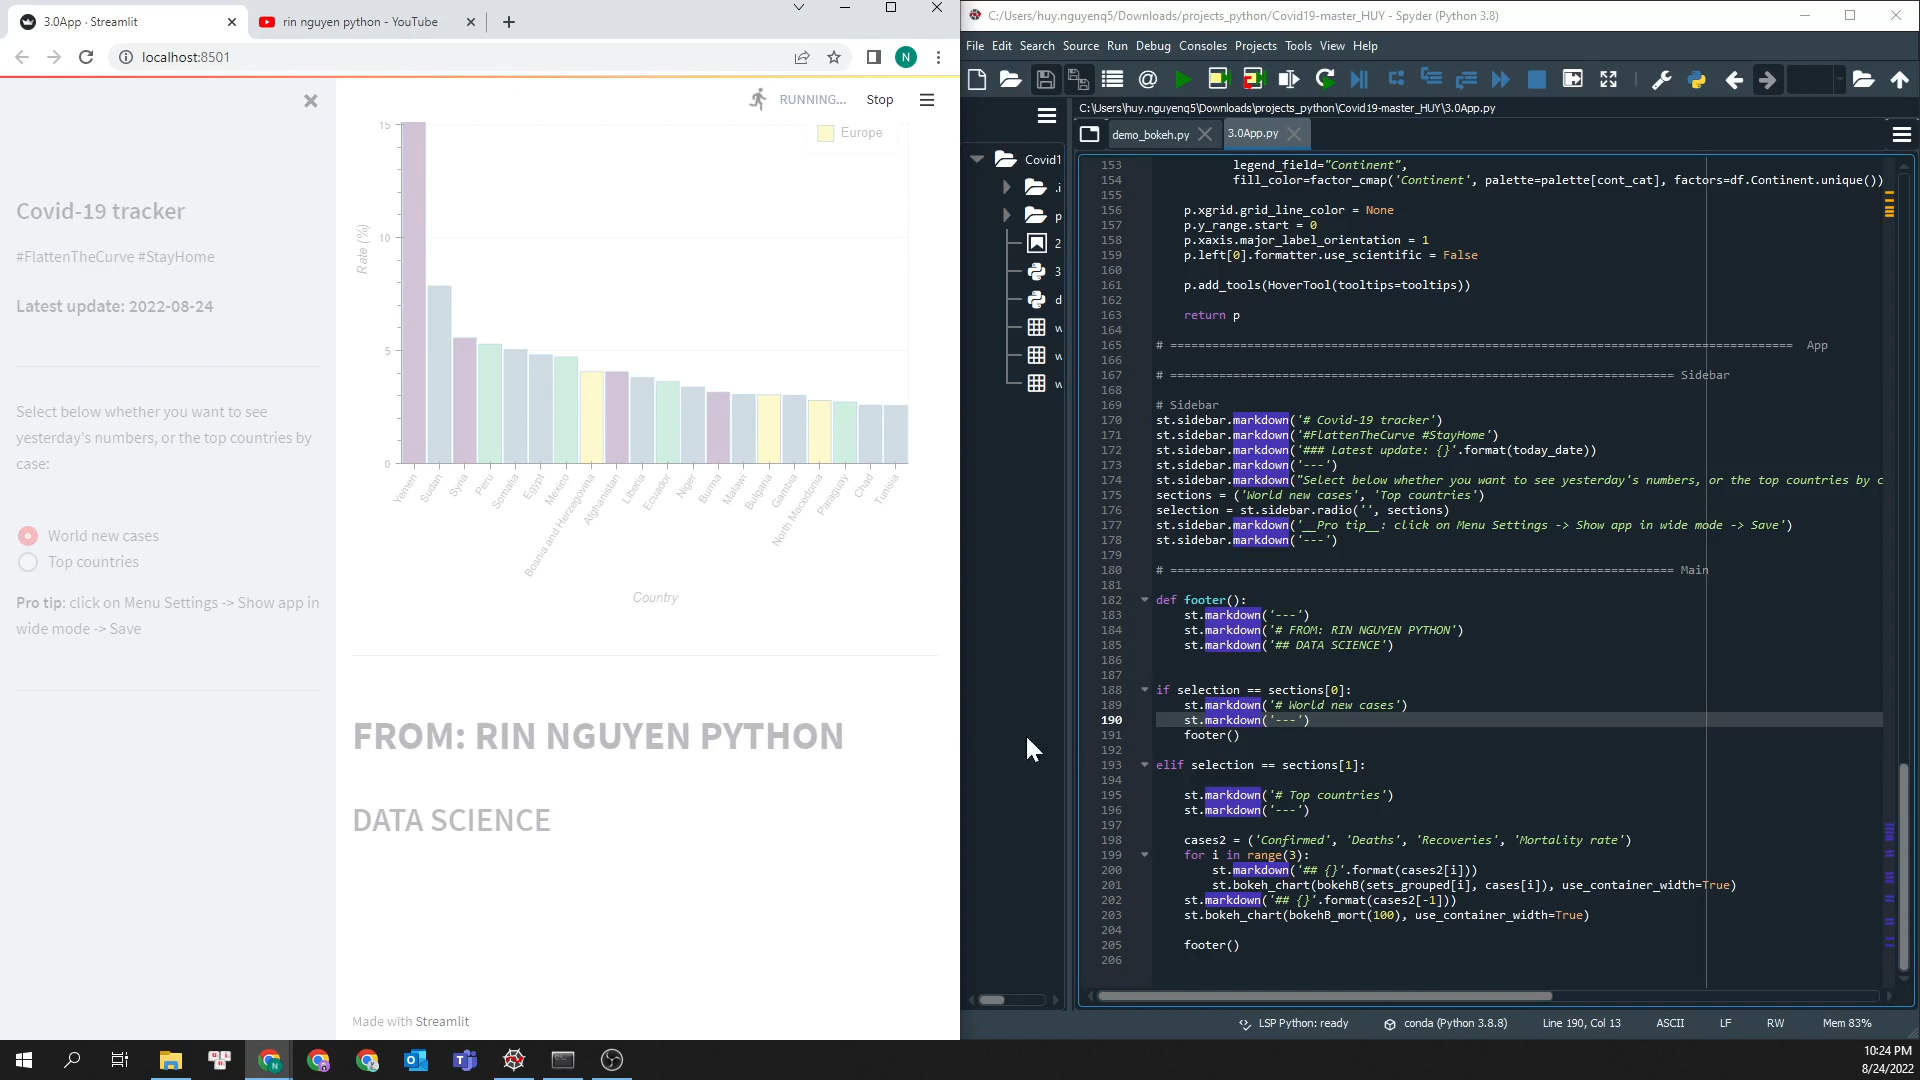 3.0App · Streamlit
rin nguyen python - YouTube
localhost:8501
N
RUNNING...
Stop
Covid-19 tracker
#FlattenTheCurve #StayHome
Latest update: 2022-08-24
Select below whether you want to see
yesterday's numbers, or the top countries by
case:
World new cases
Top countries
Pro tip: click on Menu Settings -> Show app in
wide mode -> Save
Europe
15
10
5
0
Rate (%)
Yemen
Sudan
Syria
Peru
Somalia
Egypt
Mexico
Bosnia and Herzegovina
Afghanistan
Liberia
Ecuador
Niger
Burma
Malawi
Bulgaria
Gambia
North Macedonia
Paraguay
Chad
Tunisia
Country
FROM: RIN NGUYEN PYTHON
DATA SCIENCE
Made with Streamlit
C:/Users/huy.nguyenq5/Downloads/projects_python/Covid19-master_HUY - Spyder (Python 3.8)
File Edit Search Source Run Debug Consoles Projects Tools View Help
C:\Users\huy.nguyenq5\Downloads\projects_python\Covid19-master_HUY\3.0App.py
demo_bokeh.py
3.0App.py
Covid1
.i
p
2
3
d
w
w
w
153 legend_field="Continent",
154 fill_color=factor_cmap('Continent', palette=palette[cont_cat], factors=df.Continent.unique())
155
156 p.xgrid.grid_line_color = None
157 p.y_range.start = 0
158 p.xaxis.major_label_orientation = 1
159 p.left[0].formatter.use_scientific = False
160
161 p.add_tools(HoverTool(tooltips=tooltips))
162
163 return p
164
165 # ========================================================================================= App
166
167 # ======================================================================== Sidebar
168
169 # Sidebar
170 st.sidebar.markdown('# Covid-19 tracker')
171 st.sidebar.markdown('#FlattenTheCurve #StayHome')
172 st.sidebar.markdown('### Latest update: {}'.format(today_date))
173 st.sidebar.markdown('---')
174 st.sidebar.markdown("Select below whether you want to see yesterday's numbers, or the top countries by c
175 sections = ('World new cases', 'Top countries')
176 selection = st.sidebar.radio('', sections)
177 st.sidebar.markdown('__Pro tip__: click on Menu Settings -> Show app in wide mode -> Save')
178 st.sidebar.markdown('---')
179
180 # ======================================================================== Main
181
182 def footer():
183 st.markdown('---')
184 st.markdown('# FROM: RIN NGUYEN PYTHON')
185 st.markdown('## DATA SCIENCE')
186
187
188 if selection == sections[0]:
189 st.markdown('# World new cases')
190 st.markdown('---')
191 footer()
192
193 elif selection == sections[1]:
194
195 st.markdown('# Top countries')
196 st.markdown('---')
197
198 cases2 = ('Confirmed', 'Deaths', 'Recoveries', 'Mortality rate')
199 for i in range(3):
200 st.markdown('## {}'.format(cases2[i]))
201 st.bokeh_chart(bokehB(sets_grouped[i], cases[i]), use_container_width=True)
202 st.markdown('## {}'.format(cases2[-1]))
203 st.bokeh_chart(bokehB_mort(100), use_container_width=True)
204
205 footer()
206
LSP Python: ready
conda (Python 3.8.8)
Line 190, Col 13
ASCII
LF
RW
Mem 83%
10:24 PM
8/24/2022